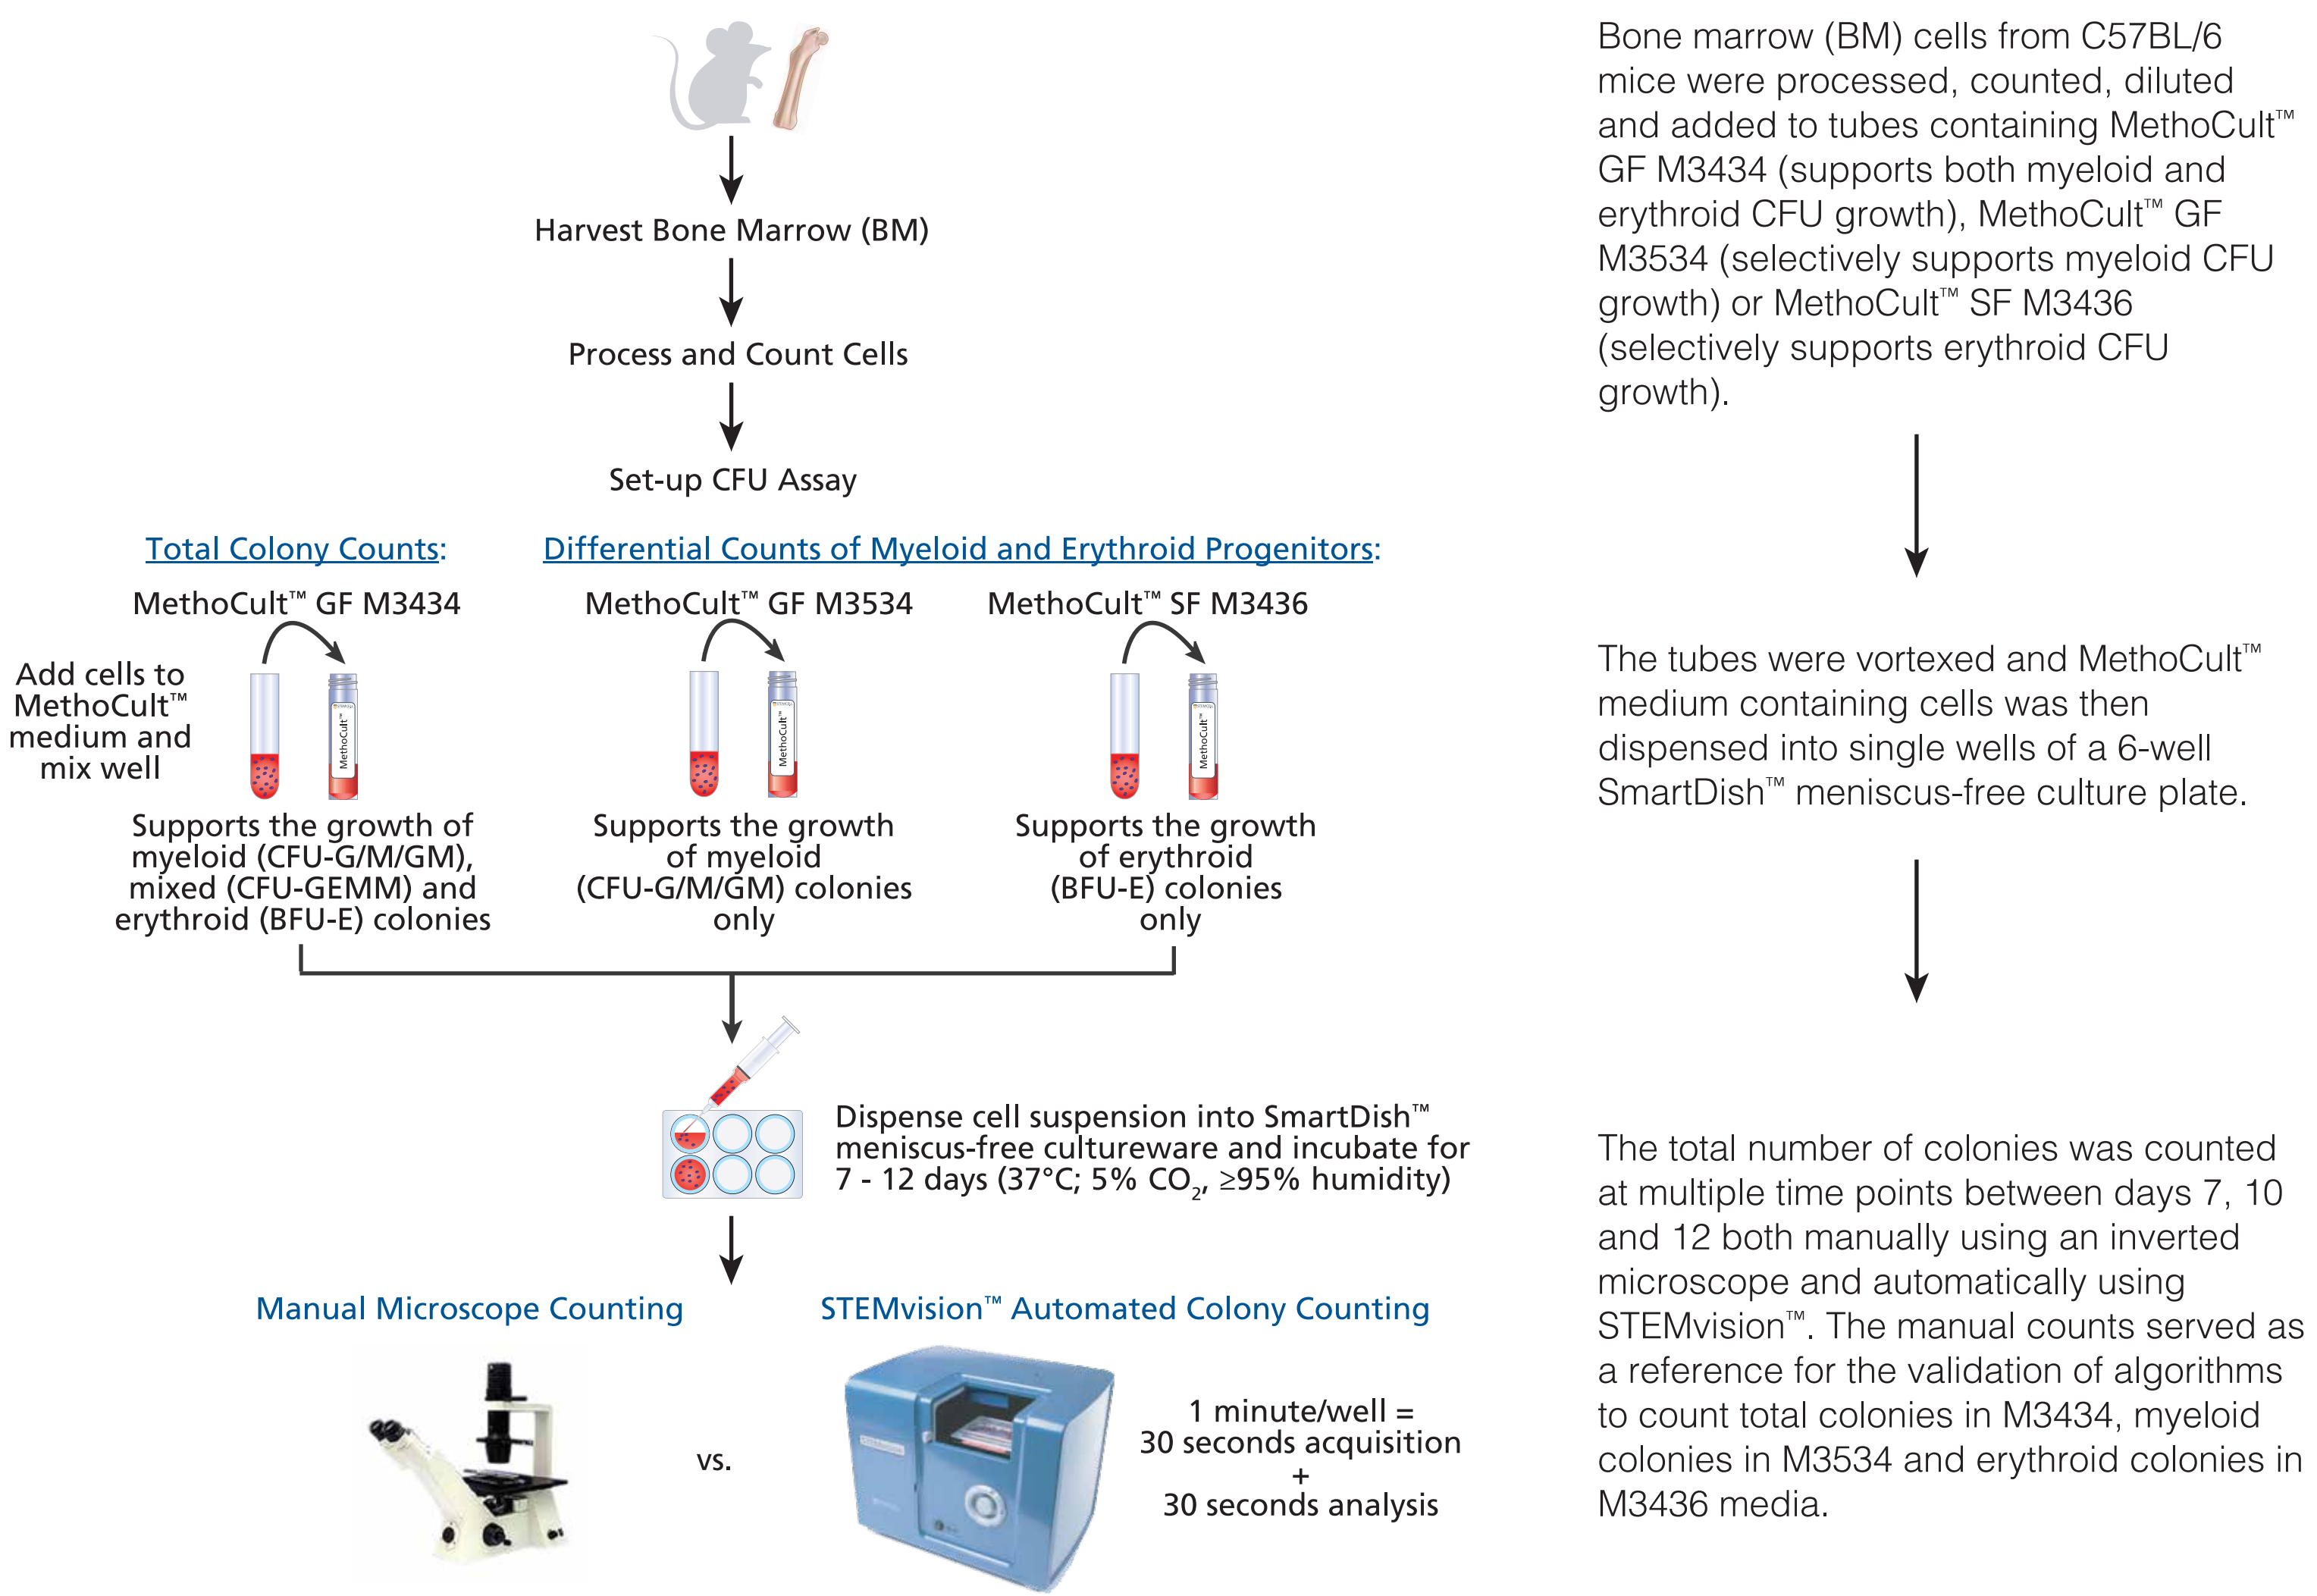 Harvest Bone Marrow (BM)
Process and Count Cells
Set-up CFU Assay
Total Colony Counts:
MethoCult™ GF M3434
Differential Counts of Myeloid and Erythroid Progenitors:
MethoCult™ GF M3534
MethoCult™ SF M3436
Add cells to
MethoCult™
medium and
mix well
MethoCult™
MethoCult™
MethoCult™
Supports the growth of
myeloid (CFU-G/M/GM),
mixed (CFU-GEMM) and
erythroid (BFU-E) colonies
Supports the growth
of myeloid
(CFU-G/M/GM) colonies
only
Supports the growth
of erythroid
(BFU-E) colonies
only
Dispense cell suspension into SmartDish™
meniscus-free cultureware and incubate for
7 - 12 days (37°C; 5% CO₂, ≥95% humidity)
Manual Microscope Counting
vs.
STEMvision™ Automated Colony Counting
1 minute/well =
30 seconds acquisition
+
30 seconds analysis
Bone marrow (BM) cells from C57BL/6
mice were processed, counted, diluted
and added to tubes containing MethoCult™
GF M3434 (supports both myeloid and
erythroid CFU growth), MethoCult™ GF
M3534 (selectively supports myeloid CFU
growth) or MethoCult™ SF M3436
(selectively supports erythroid CFU
growth).
The tubes were vortexed and MethoCult™
medium containing cells was then
dispensed into single wells of a 6-well
SmartDish™ meniscus-free culture plate.
The total number of colonies was counted
at multiple time points between days 7, 10
and 12 both manually using an inverted
microscope and automatically using
STEMvision™. The manual counts served as
a reference for the validation of algorithms
to count total colonies in M3434, myeloid
colonies in M3534 and erythroid colonies in
M3436 media.